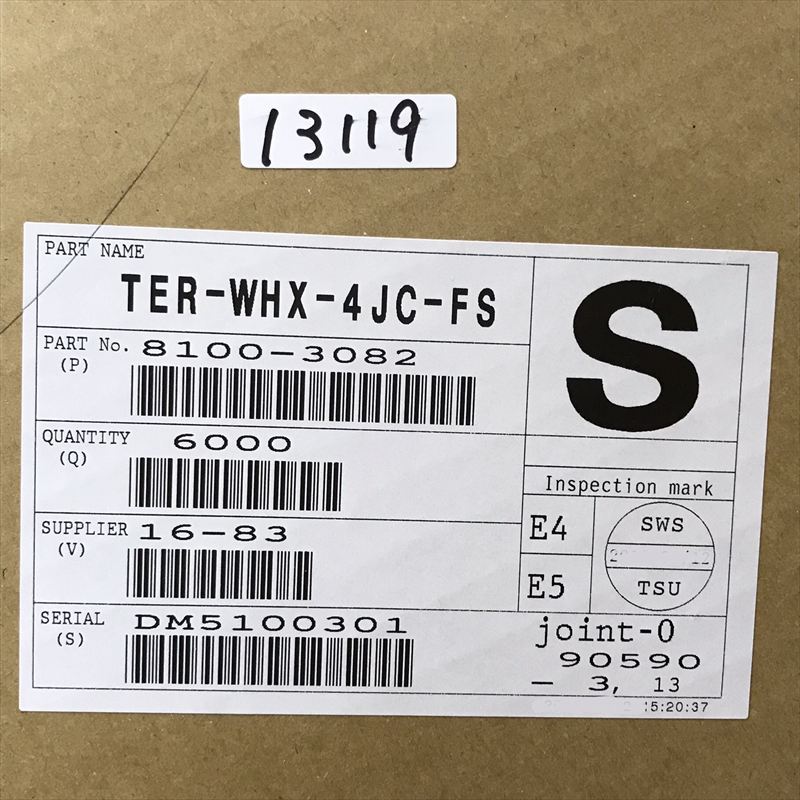 13119
PART NAME
TER-WHX-4JC-FS
S
PART No. 8100-3082
(P)
QUANTITY 6000
(Q)
Inspection mark
SUPPLIER 16-83
(V)
E4
SWS
E5
TSU
SERIAL DM5100301
(S)
joint-0
90590
- 3, 13
15:20:37